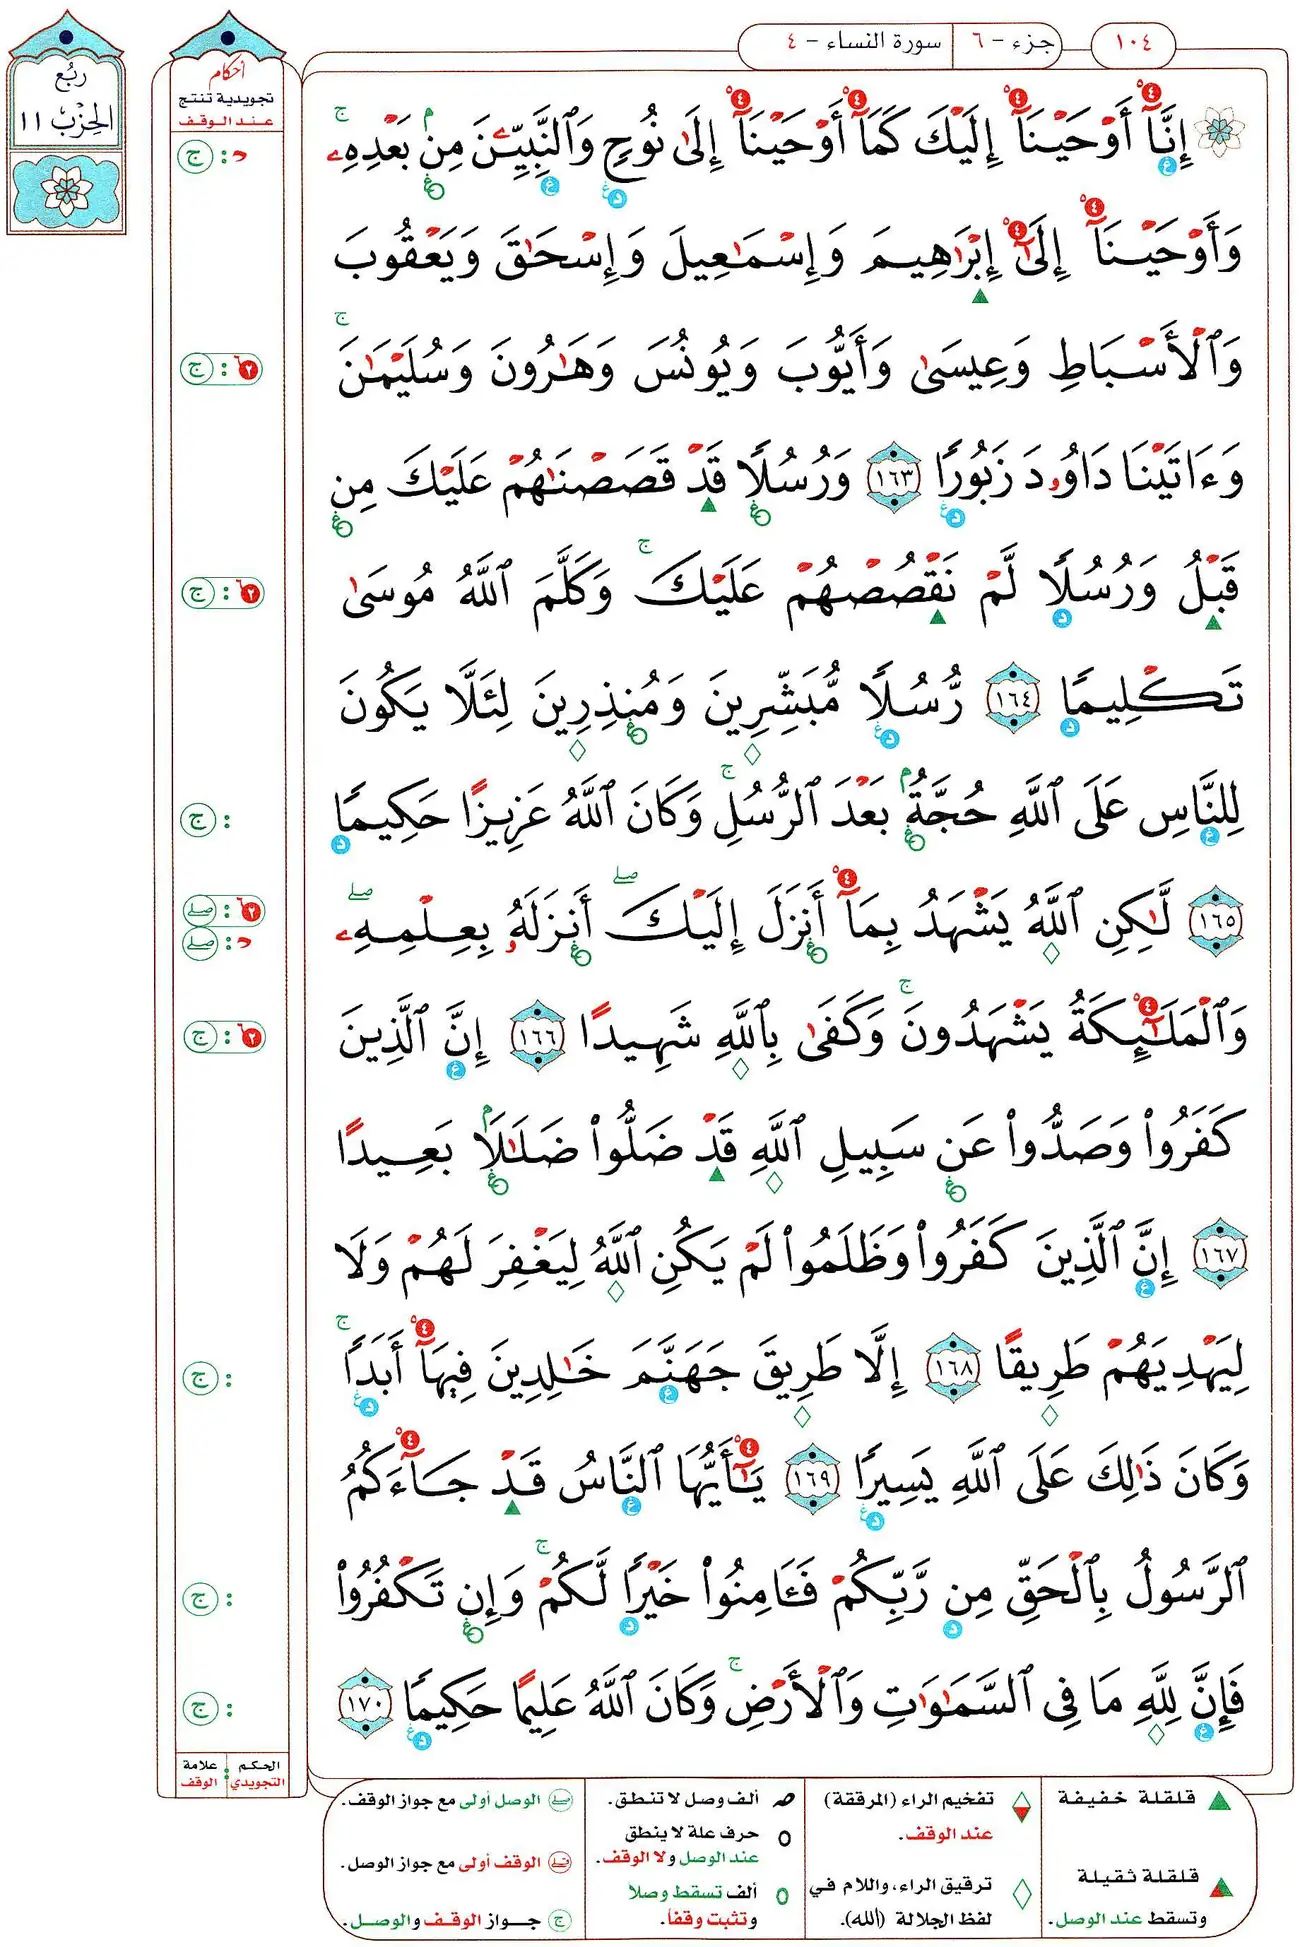 ١٠٤
جزء - ٦
سورة النساء - ٤
رُبُع
الحِزْبُ ١١
أحكام
تجويدية تنتج
عند الوقف
إِنَّآ أَوْحَيْنَآ إِلَيْكَ كَمَآ أَوْحَيْنَآ إِلَىٰ نُوحٍ وَٱلنَّبِيِّـۧنَ مِنۢ بَعْدِهِۦ ۚ
وَأَوْحَيْنَآ إِلَىٰٓ إِبْرَٰهِيمَ وَإِسْمَـٰعِيلَ وَإِسْحَـٰقَ وَيَعْقُوبَ
وَٱلْأَسْبَاطِ وَعِيسَىٰ وَأَيُّوبَ وَيُونُسَ وَهَـٰرُونَ وَسُلَيْمَـٰنَ ۚ
وَءَاتَيْنَا دَاوُۥدَ زَبُورًا ١٦٣ وَرُسُلًا قَدْ قَصَصْنَـٰهُمْ عَلَيْكَ مِن
قَبْلُ وَرُسُلًا لَّمْ نَقْصُصْهُمْ عَلَيْكَ ۚ وَكَلَّمَ ٱللَّهُ مُوسَىٰ
تَكْلِيمًا ١٦٤ رُّسُلًا مُّبَشِّرِينَ وَمُنذِرِينَ لِئَلَّا يَكُونَ
لِلنَّاسِ عَلَى ٱللَّهِ حُجَّةٌۢ بَعْدَ ٱلرُّسُلِ ۚ وَكَانَ ٱللَّهُ عَزِيزًا حَكِيمًا
١٦٥ لَّـٰكِنِ ٱللَّهُ يَشْهَدُ بِمَآ أَنزَلَ إِلَيْكَ ۖ أَنزَلَهُۥ بِعِلْمِهِۦ ۖ
وَٱلْمَلَـٰٓئِكَةُ يَشْهَدُونَ ۚ وَكَفَىٰ بِٱللَّهِ شَهِيدًا ١٦٦ إِنَّ ٱلَّذِينَ
كَفَرُوا۟ وَصَدُّوا۟ عَن سَبِيلِ ٱللَّهِ قَدْ ضَلُّوا۟ ضَلَـٰلًۢا بَعِيدًا
١٦٧ إِنَّ ٱلَّذِينَ كَفَرُوا۟ وَظَلَمُوا۟ لَمْ يَكُنِ ٱللَّهُ لِيَغْفِرَ لَهُمْ وَلَا
لِيَهْدِيَهُمْ طَرِيقًا ١٦٨ إِلَّا طَرِيقَ جَهَنَّمَ خَـٰلِدِينَ فِيهَآ أَبَدًا ۚ
وَكَانَ ذَٰلِكَ عَلَى ٱللَّهِ يَسِيرًا ١٦٩ يَـٰٓأَيُّهَا ٱلنَّاسُ قَدْ جَآءَكُمُ
ٱلرَّسُولُ بِٱلْحَقِّ مِن رَّبِّكُمْ فَـَٔامِنُوا۟ خَيْرًا لَّكُمْ ۚ وَإِن تَكْفُرُوا۟
فَإِنَّ لِلَّهِ مَا فِى ٱلسَّمَـٰوَٰتِ وَٱلْأَرْضِ ۚ وَكَانَ ٱللَّهُ عَلِيمًا حَكِيمًا ١٧٠
الحكم التجويدي
علامة الوقف
قلقلة خفيفة
قلقلة ثقيلة
وتسقط عند الوصل.
تفخيم الراء (المرققة)
عند الوقف.
ترقيق الراء، واللام في
لفظ الجلالة (الله).
ألف وصل لا تنطق.
حرف علة لا ينطق
عند الوصل ولا الوقف.
ألف تسقط وصلا
وتثبت وقفاً.
صلى الوصل أولى مع جواز الوقف.
قلى الوقف أولى مع جواز الوصل.
ج جـواز الوقـف والوصـل.